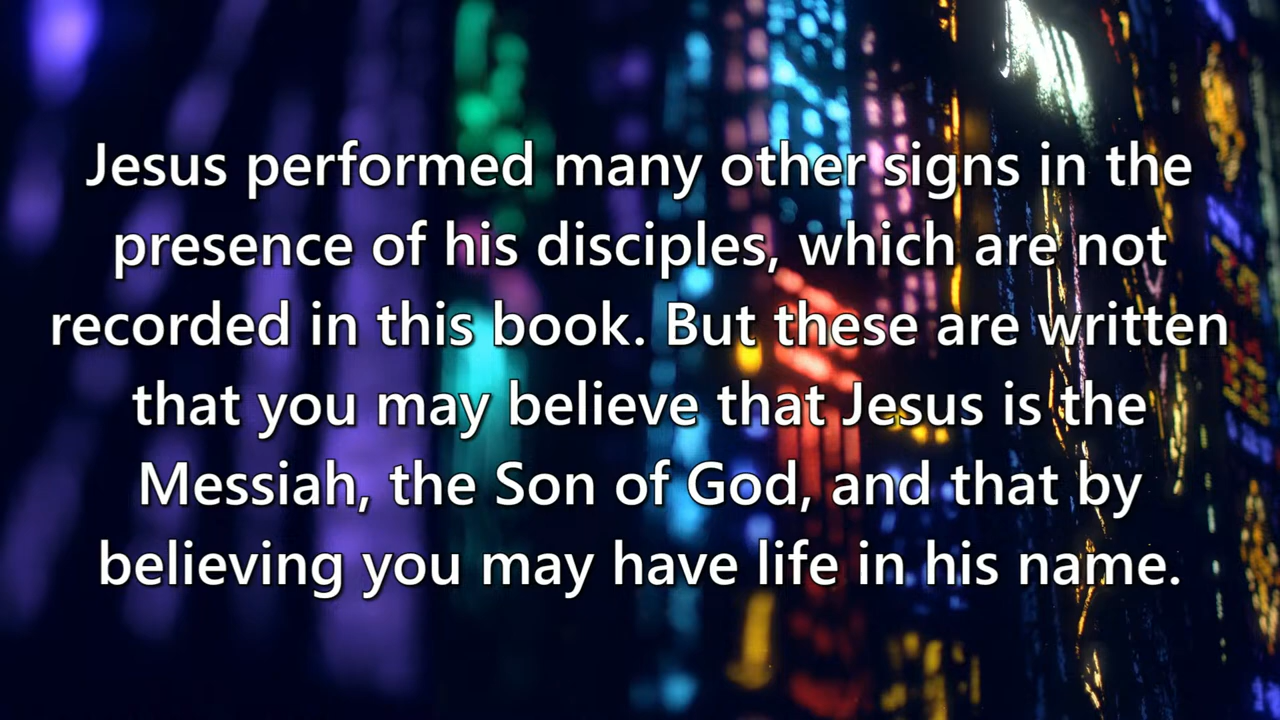 Jesus performed many other signs in the
presence of his disciples, which are not
recorded in this book. But these are written
that you may believe that Jesus is the
Messiah, the Son of God, and that by
believing you may have life in his name.